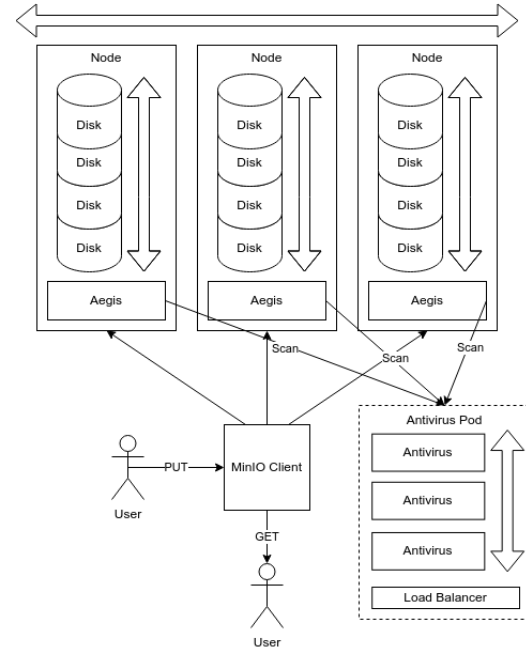 Node
Node
Node
Disk
Disk
Disk
Disk
Disk
Disk
Disk
Disk
Disk
Disk
Disk
Disk
Aegis
Aegis
Aegis
Scan
Scan
Scan
Antivirus Pod
Antivirus
Antivirus
Antivirus
Load Balancer
PUT
MinIO Client
User
GET
User